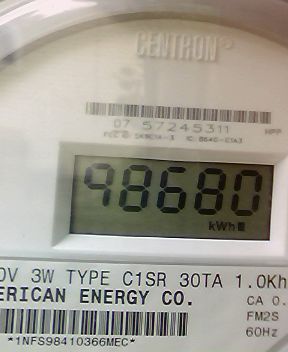 CENTRON®
07 57245311
HPP
98680
kWh
0V 3W TYPE C1SR 30TA 1.0Kh
ERICAN ENERGY CO.
CA 0.
FM2S
60Hz
*1NFS98410366MEC*